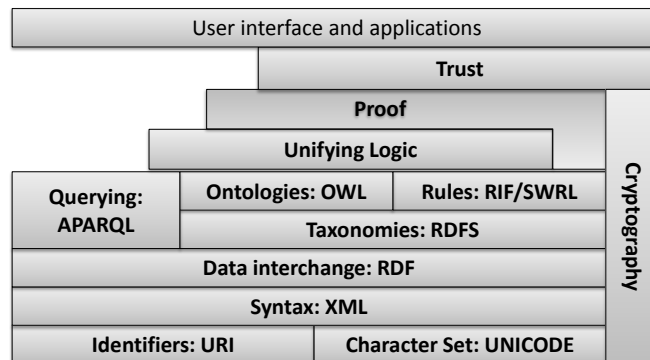 User interface and applications
Trust
Proof
Unifying Logic
Querying:
APARQL
Ontologies: OWL
Rules: RIF/SWRL
Taxonomies: RDFS
Data interchange: RDF
Syntax: XML
Identifiers: URI
Character Set: UNICODE
Cryptography